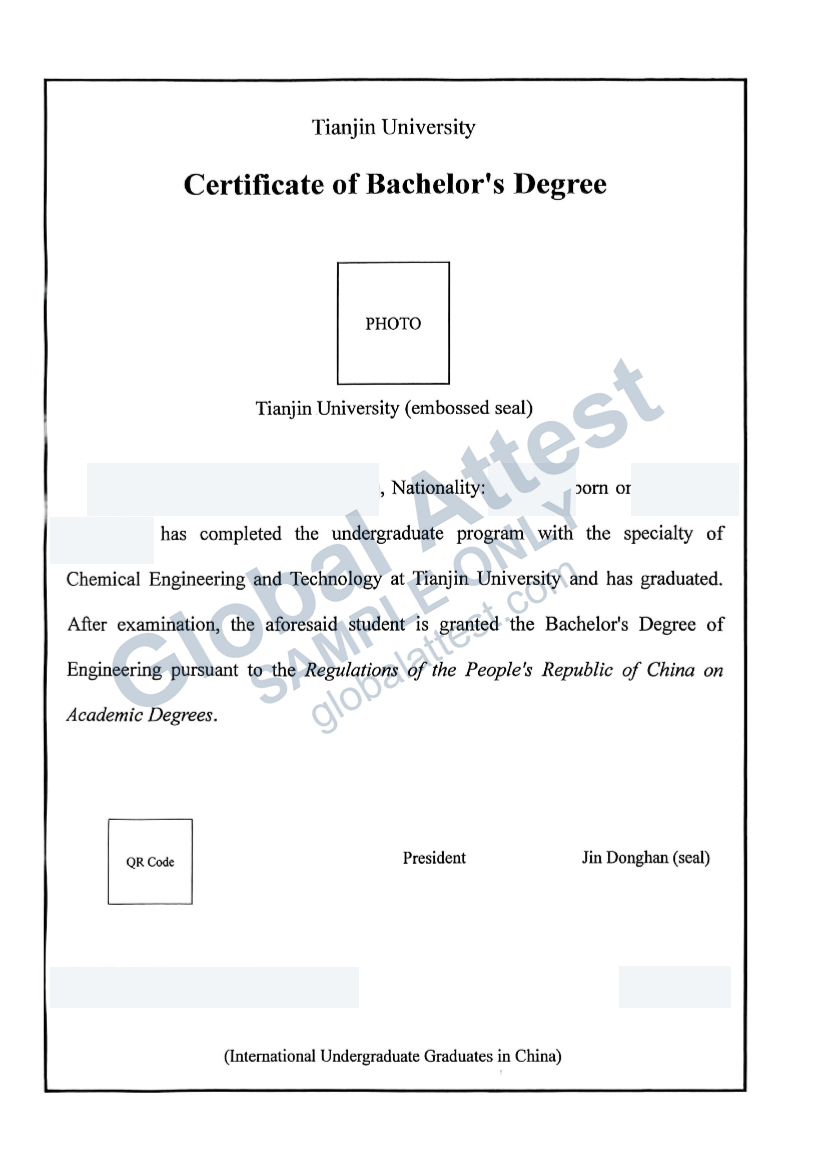 Tianjin University
Certificate of Bachelor's Degree
PHOTO
Tianjin University (embossed seal)
, Nationality: born
has completed the undergraduate program with the specialty of
Chemical Engineering and Technology at Tianjin University and has graduated.
After examination, the aforesaid student is granted the Bachelor's Degree of
Engineering pursuant to the Regulations of the People's Republic of China on
Academic Degrees.
Global Attest
SAMPLE ONLY
globalattest.com
QR Code
President Jin Donghan (seal)
(International Undergraduate Graduates in China)